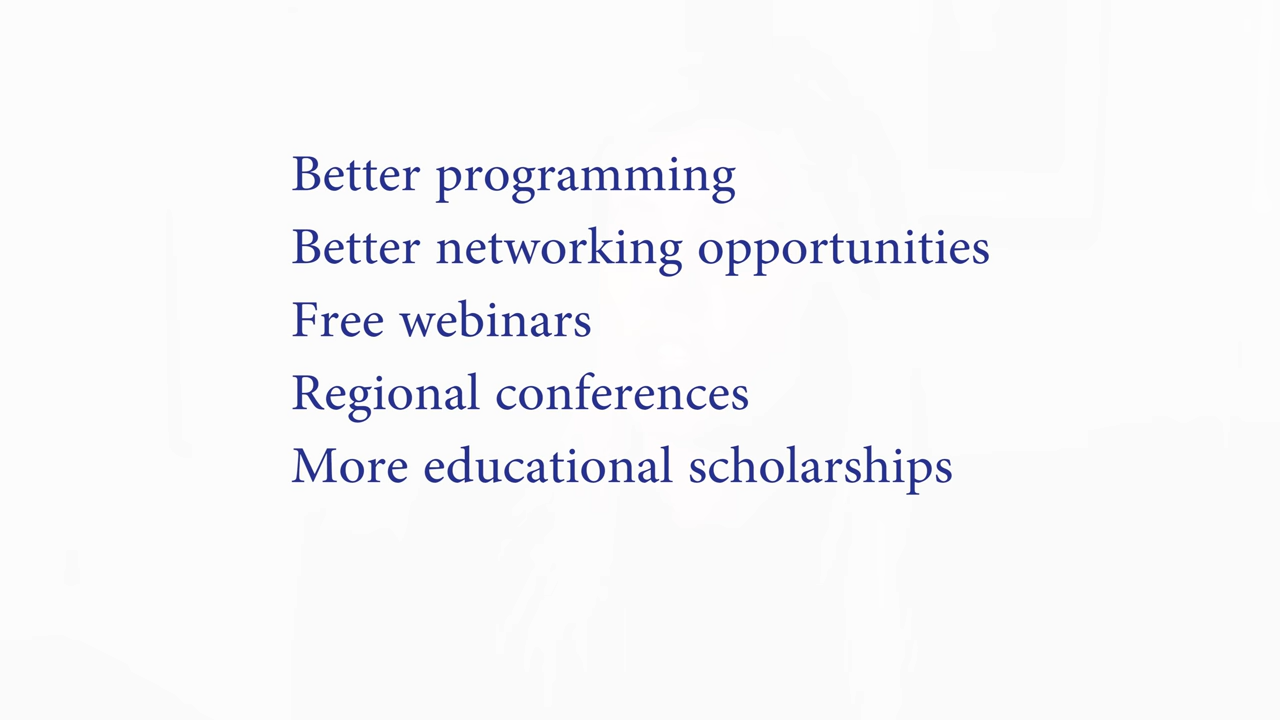 Better programming
Better networking opportunities
Free webinars
Regional conferences
More educational scholarships